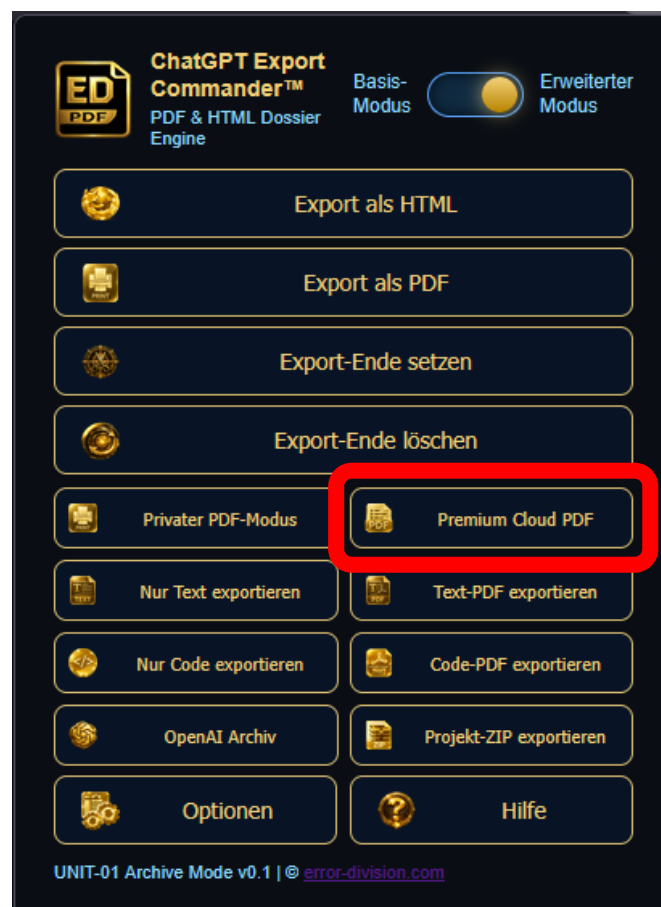 ED
PDF
ChatGPT Export
Commander™
PDF & HTML Dossier
Engine
Basis-
Modus
Erweiterter
Modus
Export als HTML
PRINT
Export als PDF
Export-Ende setzen
Export-Ende löschen
PRINT
Privater PDF-Modus
PDF
Premium Cloud PDF
TEXT
Nur Text exportieren
PDF
Text-PDF exportieren
</>
Nur Code exportieren
Code-PDF exportieren
OpenAI Archiv
ZIP
Projekt-ZIP exportieren
Optionen
?
Hilfe
UNIT-01 Archive Mode v0.1 | © error-division.com